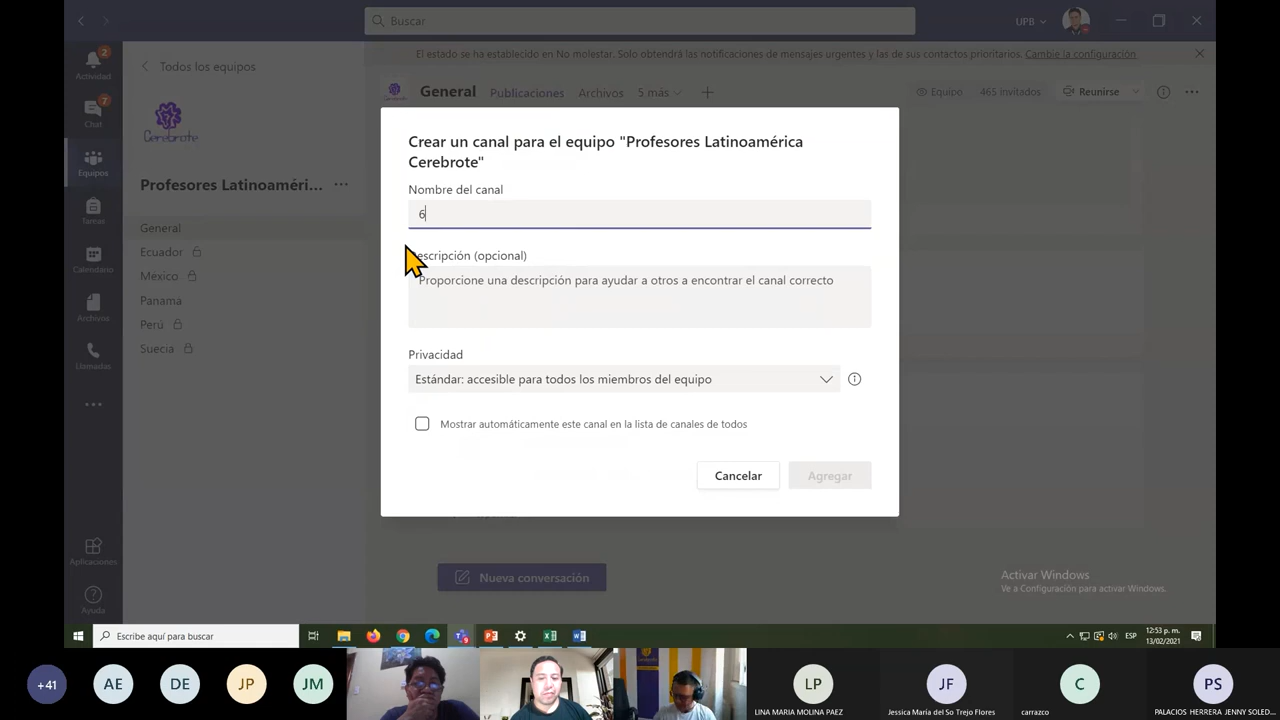 Buscar
UPB
El estado se ha establecido en No molestar. Solo obtendrá las notificaciones de mensajes urgentes y las de sus contactos prioritarios. Cambie la configuración.
2
Actividad
7
Chat
Equipos
Tareas
Calendario
Archivos
Llamadas
Aplicaciones
Ayuda
Todos los equipos
Cerebrote
Profesores Latinoaméri...
General
Ecuador
Mexico
Panama
Perú
Suecia
General Publicaciones Archivos 5 más
Equipo 465 invitados Reunirse
Crear un canal para el equipo "Profesores Latinoamérica
Cerebrote"
Nombre del canal
6
Descripción (opcional)
Proporcione una descripción para ayudar a otros a encontrar el canal correcto
Privacidad
Estándar: accesible para todos los miembros del equipo
Mostrar automáticamente este canal en la lista de canales de todos
Cancelar Agregar
Nueva conversación
Activar Windows
Ve a Configuración para activar Windows.
Escribe aquí para buscar
ESP
12:53 p. m.
13/02/2021
+41 AE DE JP JM LP JF C PS
LINA MARIA MOLINA PAEZ
Jessica María del So Trejo Flores
carrazco
PALACIOS HERRERA JENNY SOLED...